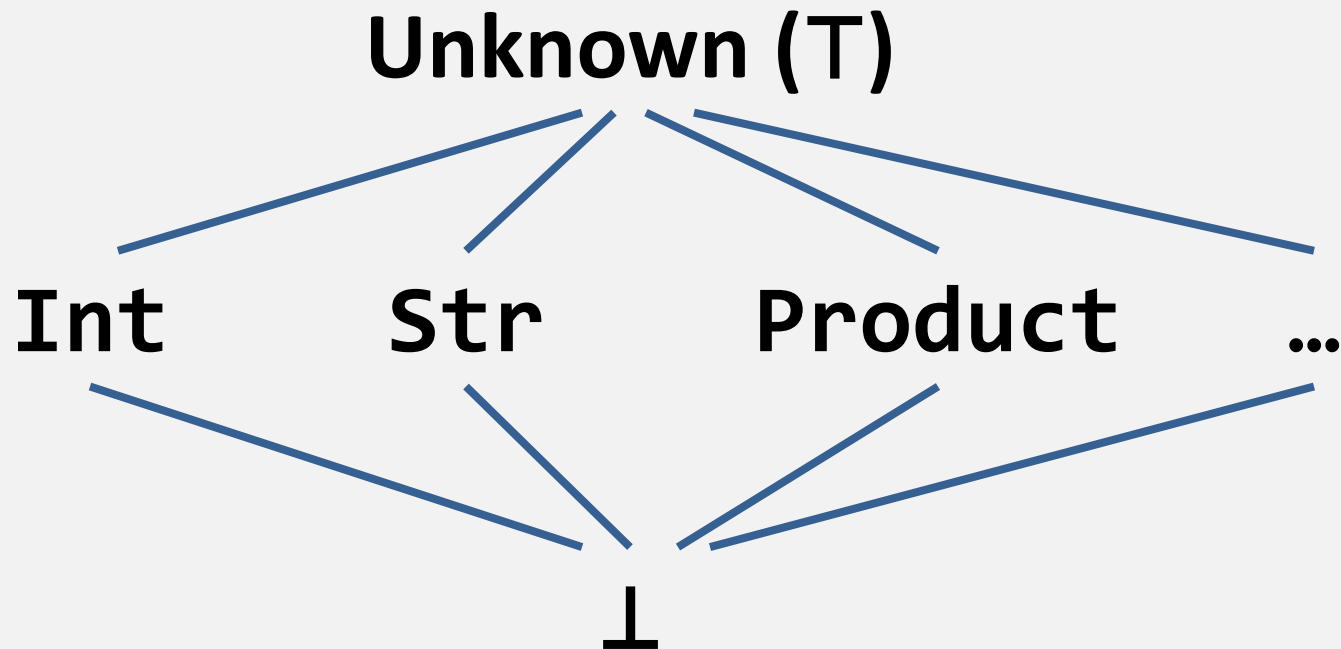 Unknown (⊤)
Int Str Product …
⊥